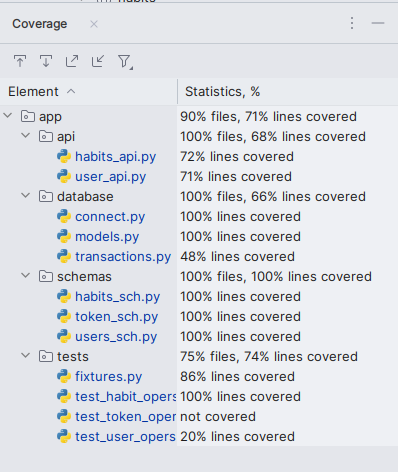 Coverage
Element Statistics, %
app 90% files, 71% lines covered
api 100% files, 68% lines covered
habits_api.py 72% lines covered
user_api.py 71% lines covered
database 100% files, 66% lines covered
connect.py 100% lines covered
models.py 100% lines covered
transactions.py 48% lines covered
schemas 100% files, 100% lines covered
habits_sch.py 100% lines covered
token_sch.py 100% lines covered
users_sch.py 100% lines covered
tests 75% files, 74% lines covered
fixtures.py 86% lines covered
test_habit_opers 100% lines covered
test_token_oper not covered
test_user_opers 20% lines covered